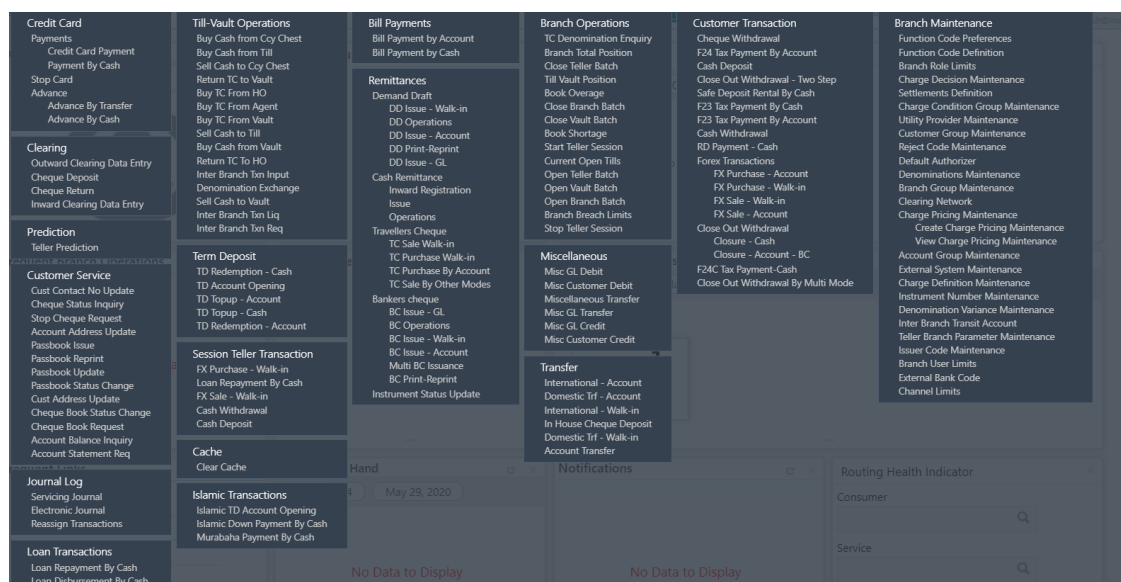 Credit Card
Payments
Credit Card Payment
Payment By Cash
Stop Card
Advance
Advance By Transfer
Advance By Cash
Clearing
Outward Clearing Data Entry
Cheque Deposit
Cheque Return
Inward Clearing Data Entry
Prediction
Teller Prediction
Customer Service
Cust Contact No Update
Cheque Status Inquiry
Stop Cheque Request
Account Address Update
Passbook Issue
Passbook Reprint
Passbook Update
Passbook Status Change
Cust Address Update
Cheque Book Status Change
Cheque Book Request
Account Balance Inquiry
Account Statement Req
Journal Log
Servicing Journal
Electronic Journal
Reassign Transactions
Loan Transactions
Loan Repayment By Cash
Loan Disbursement By Cash
Till-Vault Operations
Buy Cash from Ccy Chest
Buy Cash from Till
Sell Cash to Ccy Chest
Return TC to Vault
Buy TC From HO
Buy TC From Agent
Buy TC From Vault
Sell Cash to Till
Buy Cash from Vault
Return TC To HO
Inter Branch Txn Input
Denomination Exchange
Sell Cash to Vault
Inter Branch Txn Liq
Inter Branch Txn Req
Term Deposit
TD Redemption - Cash
TD Account Opening
TD Topup - Account
TD Topup - Cash
TD Redemption - Account
Session Teller Transaction
FX Purchase - Walk-in
Loan Repayment By Cash
FX Sale - Walk-in
Cash Withdrawal
Cash Deposit
Cache
Clear Cache
Islamic Transactions
Islamic TD Account Opening
Islamic Down Payment By Cash
Murabaha Payment By Cash
Bill Payments
Bill Payment by Account
Bill Payment by Cash
Remittances
Demand Draft
DD Issue - Walk-in
DD Operations
DD Issue - Account
DD Print-Reprint
DD Issue - GL
Cash Remittance
Inward Registration
Issue
Operations
Travellers Cheque
TC Sale Walk-in
TC Purchase Walk-in
TC Purchase By Account
TC Sale By Other Modes
Bankers cheque
BC Issue - GL
BC Operations
BC Issue - Walk-in
BC Issue - Account
Multi BC Issuance
BC Print-Reprint
Instrument Status Update
Branch Operations
TC Denomination Enquiry
Branch Total Position
Close Teller Batch
Till Vault Position
Book Overage
Close Branch Batch
Close Vault Batch
Book Shortage
Start Teller Session
Current Open Tills
Open Teller Batch
Open Vault Batch
Open Branch Batch
Branch Breach Limits
Stop Teller Session
Miscellaneous
Misc GL Debit
Misc Customer Debit
Miscellaneous Transfer
Misc GL Transfer
Misc GL Credit
Misc Customer Credit
Transfer
International - Account
Domestic Trf - Account
International - Walk-in
In House Cheque Deposit
Domestic Trf - Walk-in
Account Transfer
Customer Transaction
Cheque Withdrawal
F24 Tax Payment By Account
Cash Deposit
Close Out Withdrawal - Two Step
Safe Deposit Rental By Cash
F23 Tax Payment By Cash
F23 Tax Payment By Account
Cash Withdrawal
RD Payment - Cash
Forex Transactions
FX Purchase - Account
FX Purchase - Walk-in
FX Sale - Walk-in
FX Sale - Account
Close Out Withdrawal
Closure - Cash
Closure - Account - BC
F24C Tax Payment-Cash
Close Out Withdrawal By Multi Mode
Branch Maintenance
Function Code Preferences
Function Code Definition
Branch Role Limits
Charge Decision Maintenance
Settlements Definition
Charge Condition Group Maintenance
Utility Provider Maintenance
Customer Group Maintenance
Reject Code Maintenance
Default Authorizer
Denominations Maintenance
Branch Group Maintenance
Clearing Network
Charge Pricing Maintenance
Create Charge Pricing Maintenance
View Charge Pricing Maintenance
Account Group Maintenance
External System Maintenance
Charge Definition Maintenance
Instrument Number Maintenance
Denomination Variance Maintenance
Inter Branch Transit Account
Teller Branch Parameter Maintenance
Issuer Code Maintenance
Branch User Limits
External Bank Code
Channel Limits
Hand
May 29, 2020
No Data to Display
Notifications
No Data to Display
Routing Health Indicator
Consumer
Service